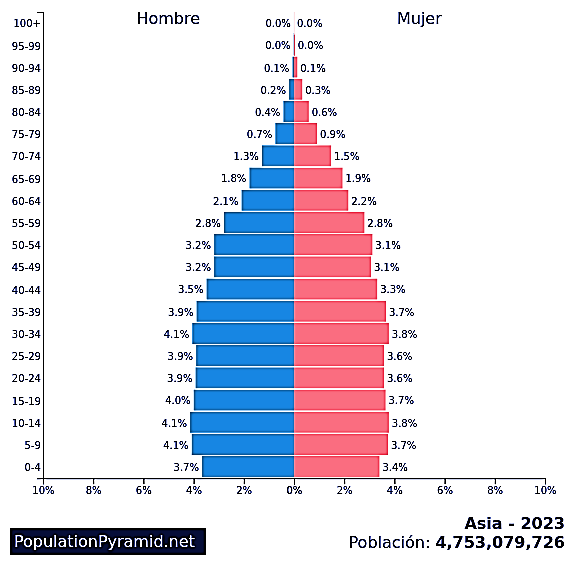 Hombre Mujer
100+ 0.0% 0.0%
95-99 0.0% 0.0%
90-94 0.1% 0.1%
85-89 0.2% 0.3%
80-84 0.4% 0.6%
75-79 0.7% 0.9%
70-74 1.3% 1.5%
65-69 1.8% 1.9%
60-64 2.1% 2.2%
55-59 2.8% 2.8%
50-54 3.2% 3.1%
45-49 3.2% 3.1%
40-44 3.5% 3.3%
35-39 3.9% 3.7%
30-34 4.1% 3.8%
25-29 3.9% 3.6%
20-24 3.9% 3.6%
15-19 4.0% 3.7%
10-14 4.1% 3.8%
5-9 4.1% 3.7%
0-4 3.7% 3.4%
10% 8% 6% 4% 2% 0% 2% 4% 6% 8% 10%
Asia - 2023
PopulationPyramid.net Población: 4,753,079,726